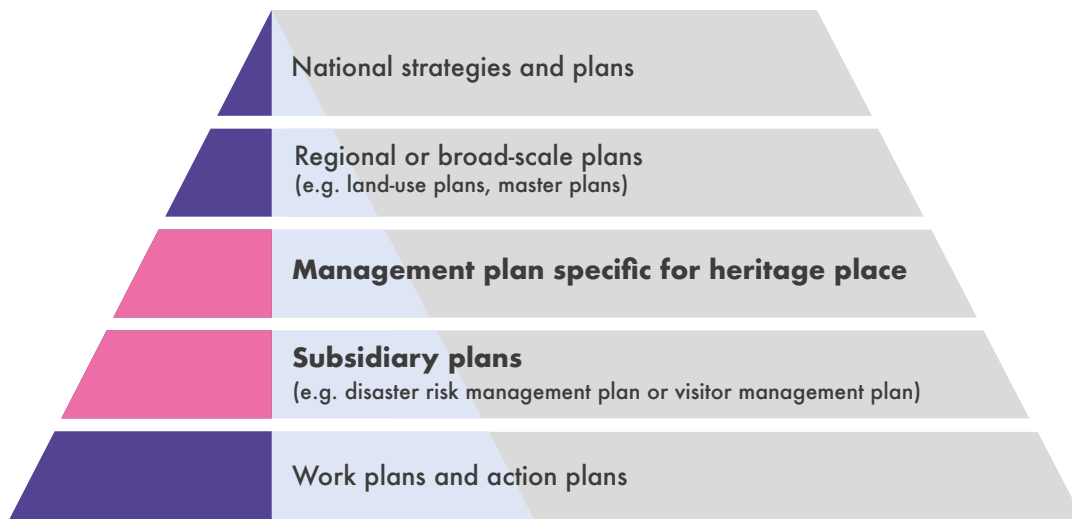 National strategies and plans
Regional or broad-scale plans
(e.g. land-use plans, master plans)
Management plan specific for heritage place
Subsidiary plans
(e.g. disaster risk management plan or visitor management plan)
Work plans and action plans